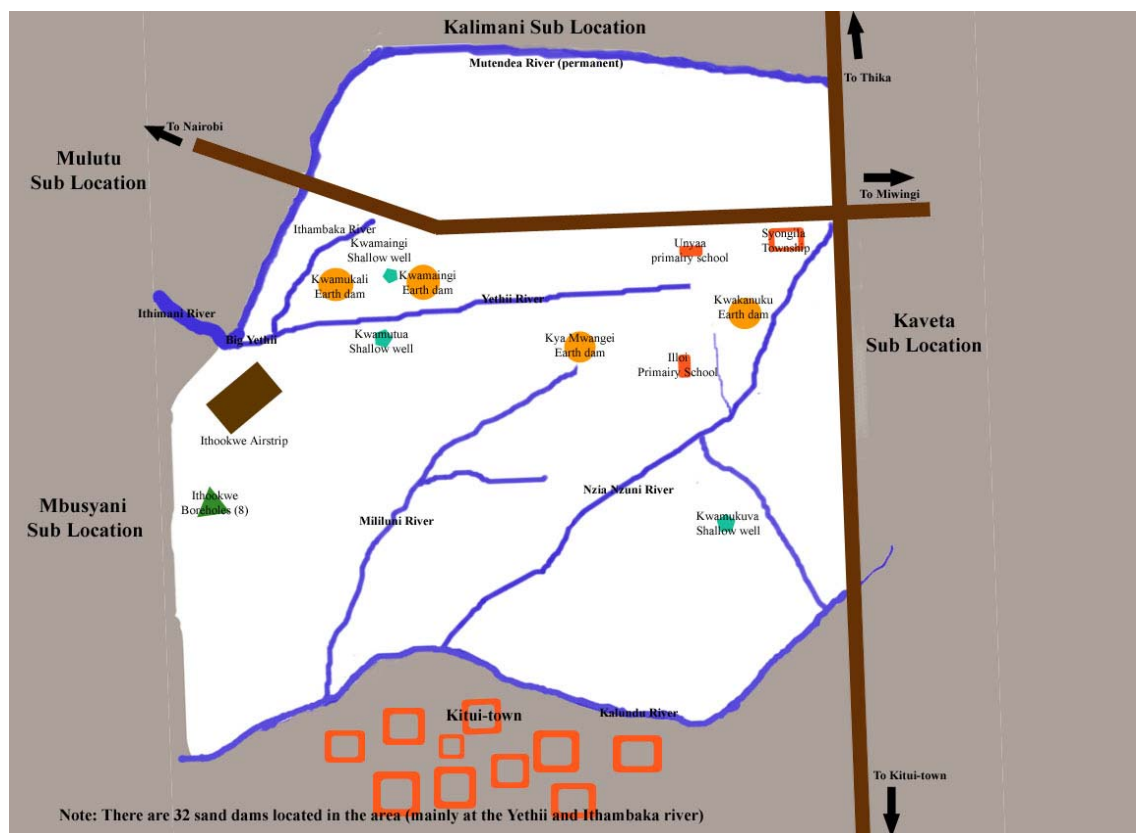 Kalimani Sub Location
Mutendea River (permanent)
To Thika
To Nairobi
Mulutu
Sub Location
To Miwingi
Ithambaka River
Kwamaingi
Shallow well
Unyaa
primairy school
Syongila
Township
Kwamukali
Earth dam
Kwamaingi
Earth dam
Yethii River
Ithimani River
Kwakanuku
Earth dam
Big Yethii
Kwamutua
Shallow well
Kya Mwangei
Earth dam
Illoi
Primairy School
Kaveta
Sub Location
Ithookwe Airstrip
Mbusyani
Sub Location
Ithookwe
Boreholes (8)
Mililuni River
Nzia Nzuni River
Kwamukuva
Shallow well
Kitui-town
Kalundu River
To Kitui-town
Note: There are 32 sand dams located in the area (mainly at the Yethii and Ithambaka river)